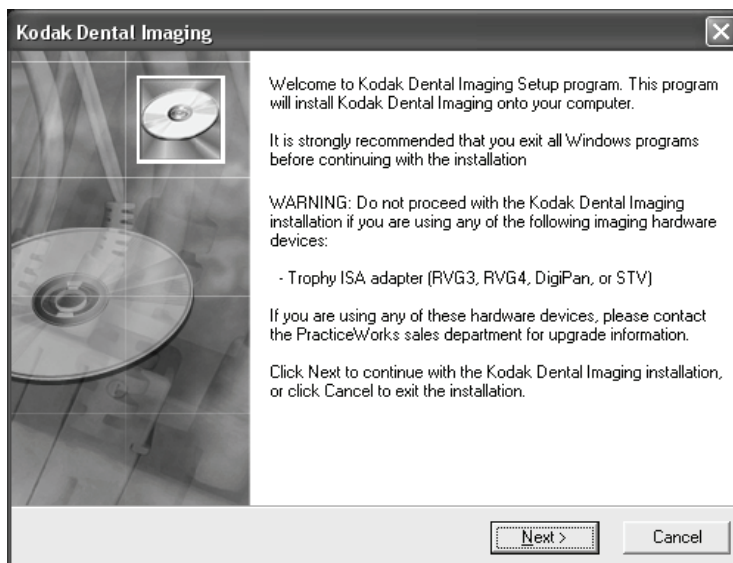 Kodak Dental Imaging
Welcome to Kodak Dental Imaging Setup program. This program
will install Kodak Dental Imaging onto your computer.
It is strongly recommended that you exit all Windows programs
before continuing with the installation
WARNING: Do not proceed with the Kodak Dental Imaging
installation if you are using any of the following imaging hardware
devices:
- Trophy ISA adapter (RVG3, RVG4, DigiPan, or STV)
If you are using any of these hardware devices, please contact
the PracticeWorks sales department for upgrade information.
Click Next to continue with the Kodak Dental Imaging installation,
or click Cancel to exit the installation.
Next > Cancel